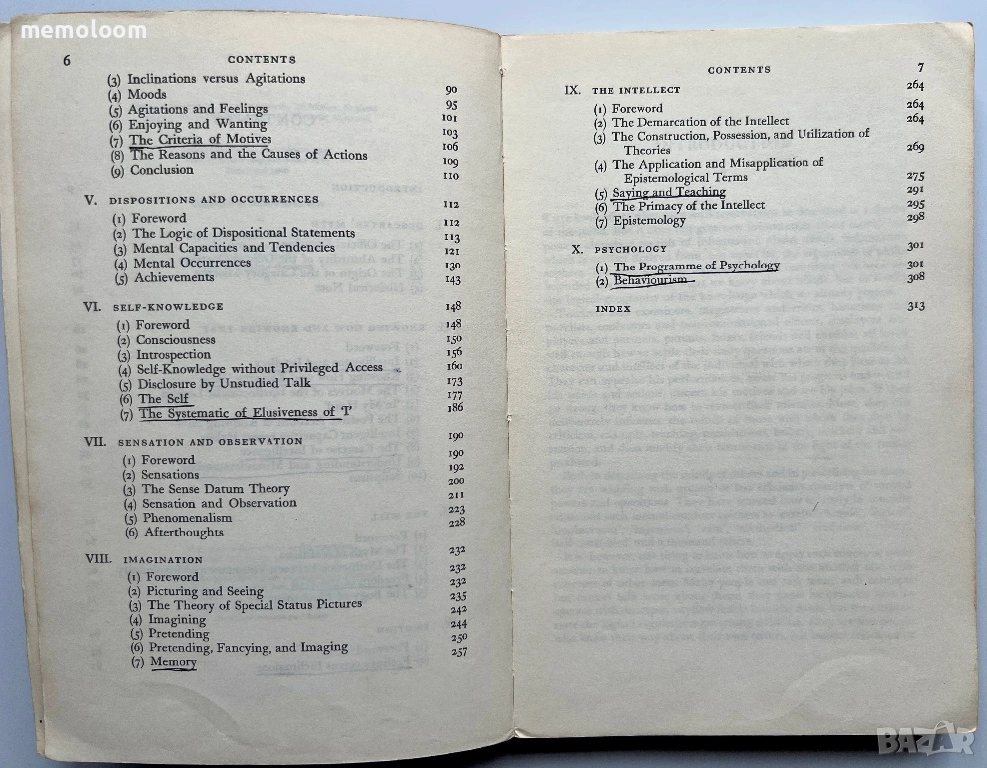 memoloom
6 CONTENTS
(3) Inclinations versus Agitations 90
(4) Moods 95
(5) Agitations and Feelings 101
(6) Enjoying and Wanting 103
(7) The Criteria of Motives 106
(8) The Reasons and the Causes of Actions 109
(9) Conclusion 110
V. DISPOSITIONS AND OCCURRENCES 112
(1) Foreword 112
(2) The Logic of Dispositional Statements 113
(3) Mental Capacities and Tendencies 121
(4) Mental Occurrences 130
(5) Achievements 143
VI. SELF-KNOWLEDGE 148
(1) Foreword 148
(2) Consciousness 150
(3) Introspection 156
(4) Self-Knowledge without Privileged Access 160
(5) Disclosure by Unstudied Talk 173
(6) The Self 177
(7) The Systematic of Elusiveness of 'I' 186
VII. SENSATION AND OBSERVATION 190
(1) Foreword 190
(2) Sensations 192
(3) The Sense Datum Theory 200
(4) Sensation and Observation 211
(5) Phenomenalism 223
(6) Afterthoughts 228
VIII. IMAGINATION 232
(1) Foreword 232
(2) Picturing and Seeing 232
(3) The Theory of Special Status Pictures 235
(4) Imagining 242
(5) Pretending 244
(6) Pretending, Fancying, and Imaging 250
(7) Memory 257
CONTENTS 7
IX. THE INTELLECT 264
(1) Foreword 264
(2) The Demarcation of the Intellect 264
(3) The Construction, Possession, and Utilization of
Theories 269
(4) The Application and Misapplication of
Epistemological Terms 275
(5) Saying and Teaching 291
(6) The Primacy of the Intellect 295
(7) Epistemology 298
X. PSYCHOLOGY 301
(1) The Programme of Psychology 301
(2) Behaviourism 308
INDEX 313
BAZAR